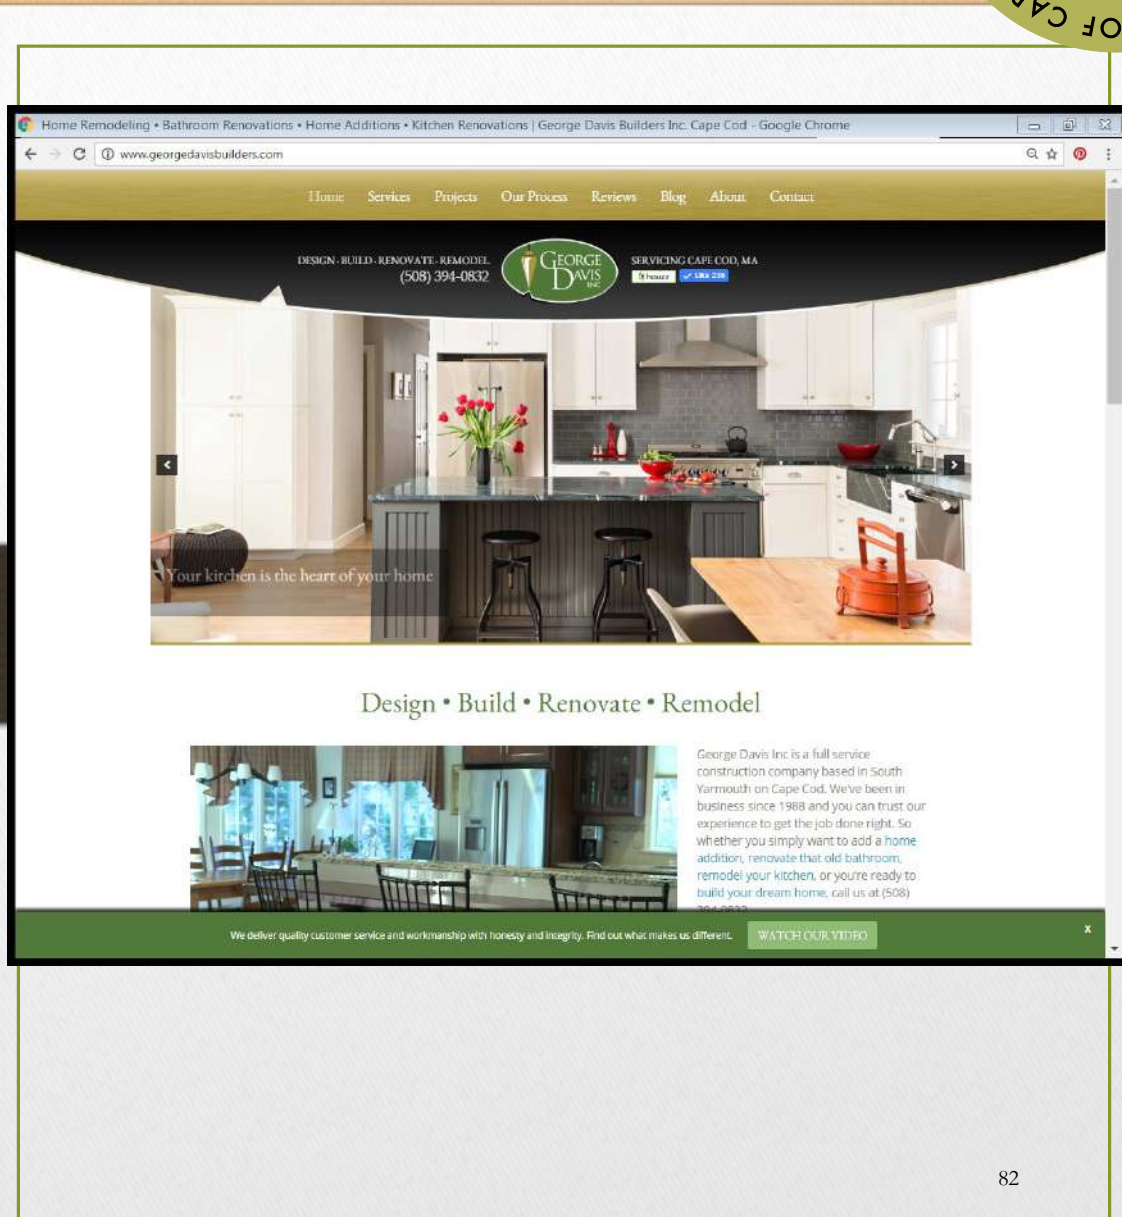 OF CAP
Home Remodeling • Bathroom Renovations • Home Additions • Kitchen Renovations | George Davis Builders Inc. Cape Cod - Google Chrome
www.georgedavisbuilders.com
Home Services Projects Our Process Reviews Blog About Contact
DESIGN - BUILD - RENOVATE - REMODEL
(508) 394-0832
GEORGE
DAVIS
INC
SERVICING CAPE COD, MA
houzz Like 256
Your kitchen is the heart of your home
Design • Build • Renovate • Remodel
George Davis Inc is a full service
construction company based in South
Yarmouth on Cape Cod. We've been in
business since 1988 and you can trust our
experience to get the job done right. So
whether you simply want to add a home
addition, renovate that old bathroom,
remodel your kitchen, or you're ready to
build your dream home, call us at (508)
394-0832
We deliver quality customer service and workmanship with honesty and integrity. Find out what makes us different. WATCH OUR VIDEO x
82